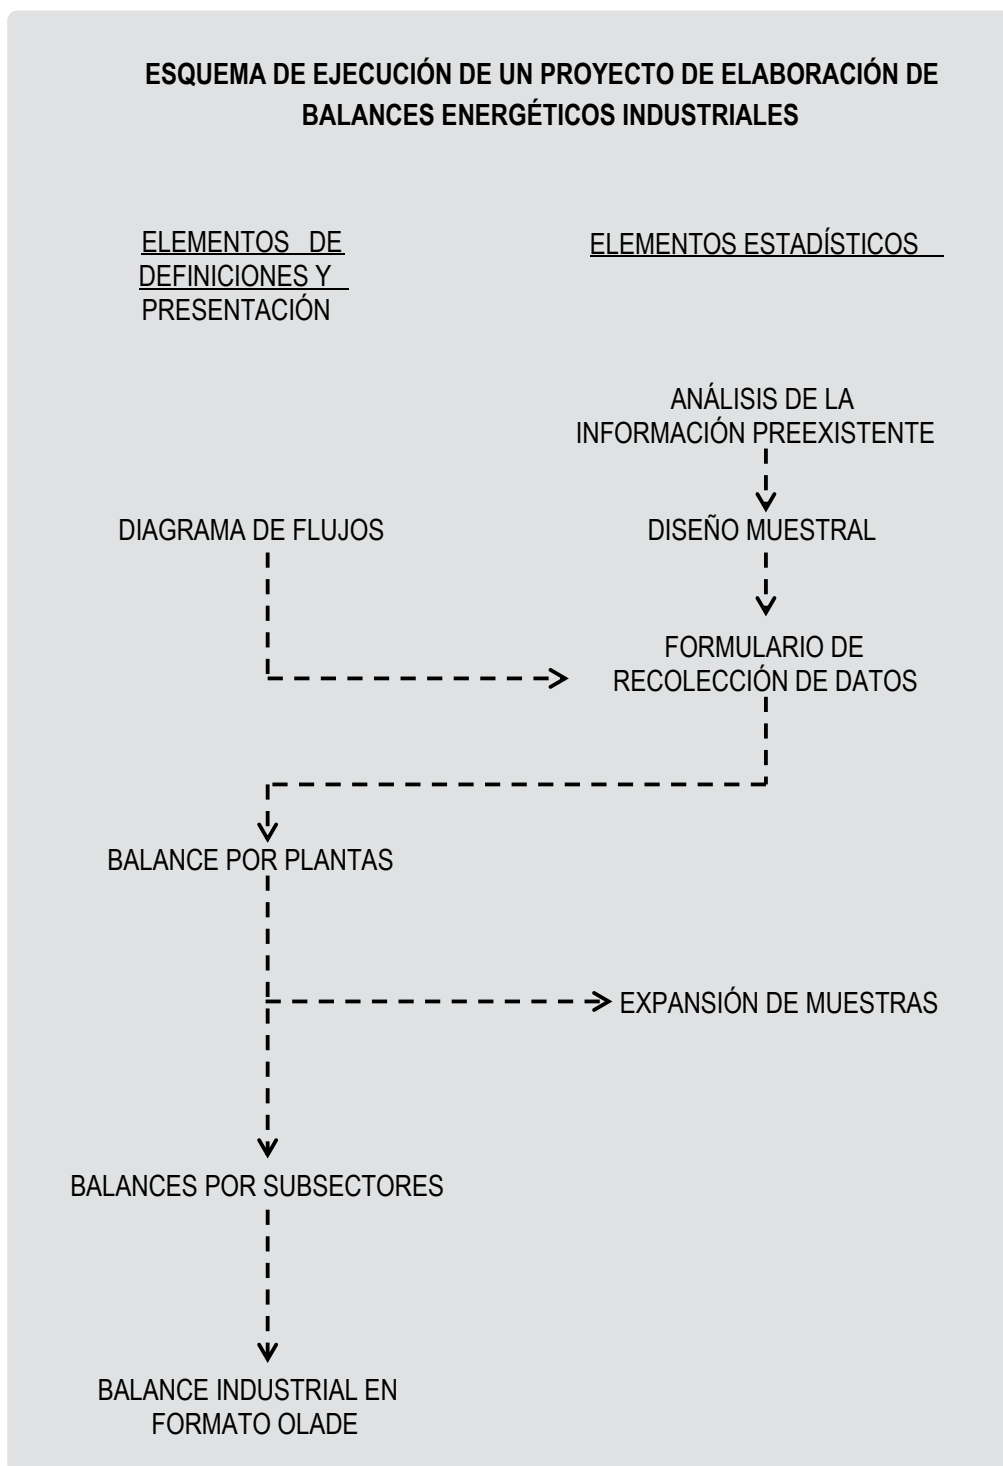 ESQUEMA DE EJECUCIÓN DE UN PROYECTO DE ELABORACIÓN DE
BALANCES ENERGÉTICOS INDUSTRIALES
ELEMENTOS DE
DEFINICIONES Y
PRESENTACIÓN
ELEMENTOS ESTADÍSTICOS
ANÁLISIS DE LA
INFORMACIÓN PREEXISTENTE
DIAGRAMA DE FLUJOS
DISEÑO MUESTRAL
FORMULARIO DE
RECOLECCIÓN DE DATOS
BALANCE POR PLANTAS
EXPANSIÓN DE MUESTRAS
BALANCES POR SUBSECTORES
BALANCE INDUSTRIAL EN
FORMATO OLADE